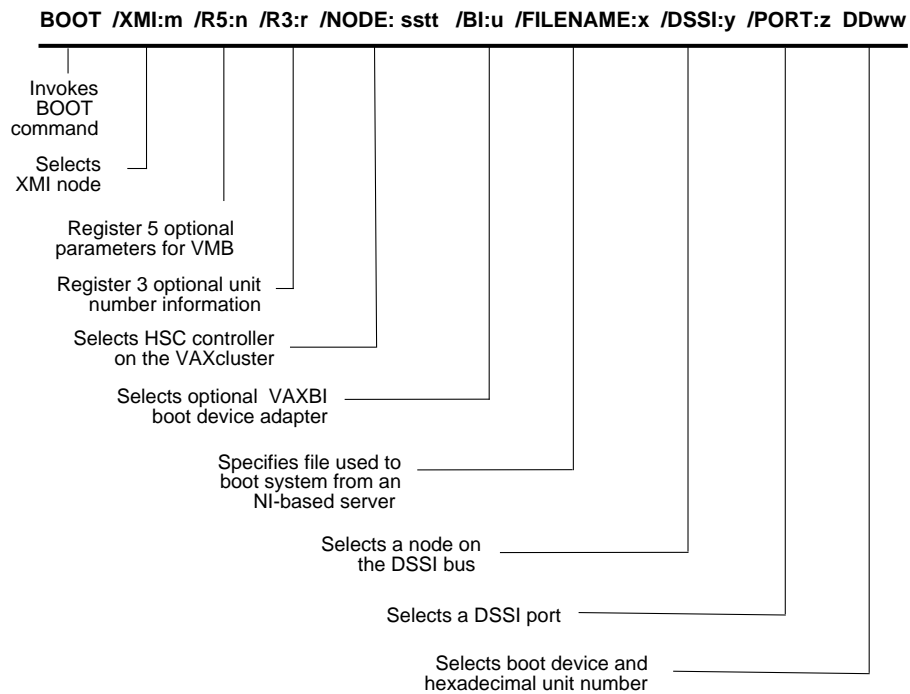 BOOT /XMI:m /R5:n /R3:r /NODE: sstt /BI:u /FILENAME:x /DSSI:y /PORT:z DDww
Invokes
BOOT
command
Selects
XMI node
Register 5 optional
parameters for VMB
Register 3 optional unit
number information
Selects HSC controller
on the VAXcluster
Selects optional VAXBI
boot device adapter
Specifies file used to
boot system from an
NI-based server
Selects a node on
the DSSI bus
Selects a DSSI port
Selects boot device and
hexadecimal unit number